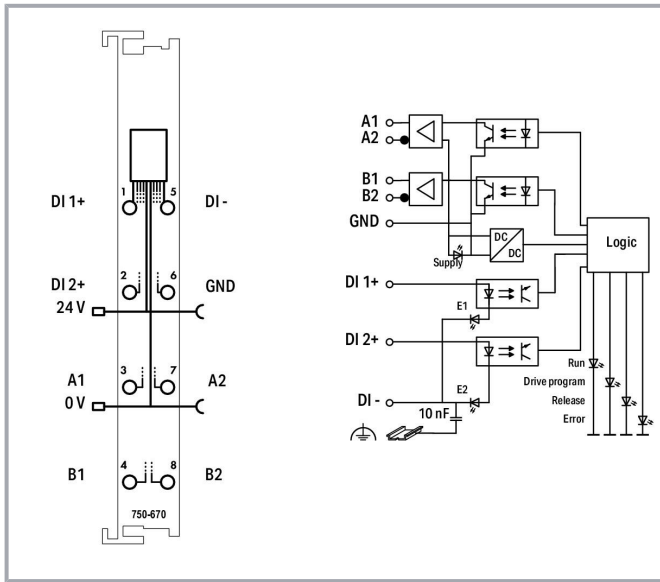 1 5
DI 1+ DI -
2 6
DI 2+ GND
24 V
3 7
A1 A2
0 V
4 8
B1 B2
750-670
A1
A2
B1
B2
GND
DC
DC
Supply
Logic
DI 1+
E1
DI 2+
Run
Drive program
E2
DI -
Release
10 nF
Error